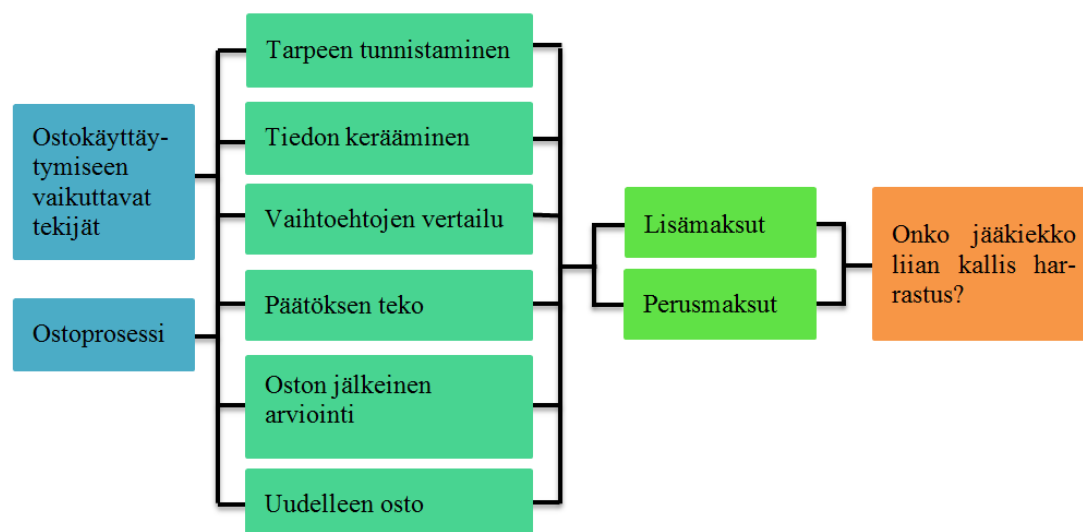 Ostokäyttäy-
tymiseen
vaikuttavat
tekijät
Ostoprosessi
Tarpeen tunnistaminen
Tiedon kerääminen
Vaihtoehtojen vertailu
Päätöksen teko
Oston jälkeinen
arviointi
Uudelleen osto
Lisämaksut
Perusmaksut
Onko jääkiekko
liian kallis har-
rastus?